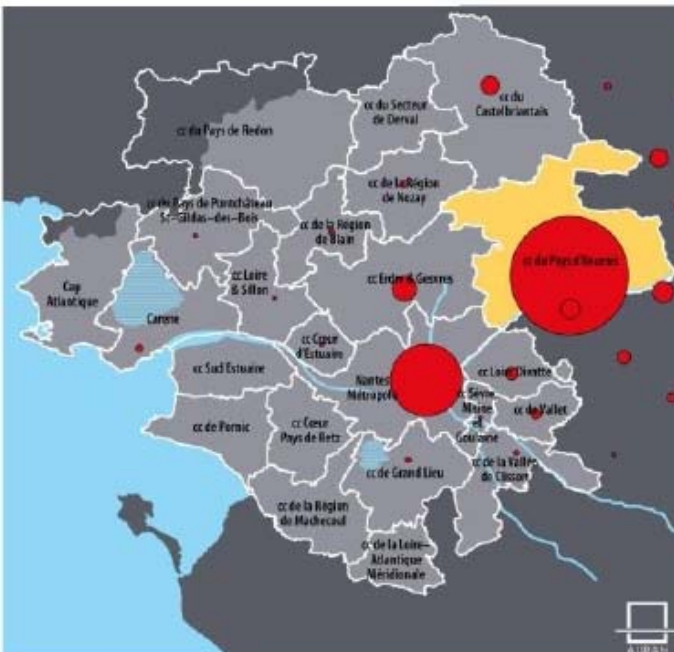 cc du
Castelbriantais
cc du Secteur
de Derval
cc du Pays de Redon
cc de la Région
de Nozay
cc du Pays de Pontchâteau
St-Gildas-des-Bois
cc de la Région
de Blain
cc du Pays d'Ancenis
cc Loire
& Sillon
cc Erdre & Gesvres
Cap
Atlantique
Carene
cc Cœur
d'Estuaire
cc Sud Estuaire
Nantes
Métropole
cc Loire Divatte
cc Sèvre,
Maine
et
Goulaine
cc de Vallet
cc de Pornic
cc Cœur
Pays de Retz
cc de Grand Lieu
cc de la Vallée
de Clisson
cc de la Région
de Machecoul
cc de la Loire-
Atlantique
Méridionale